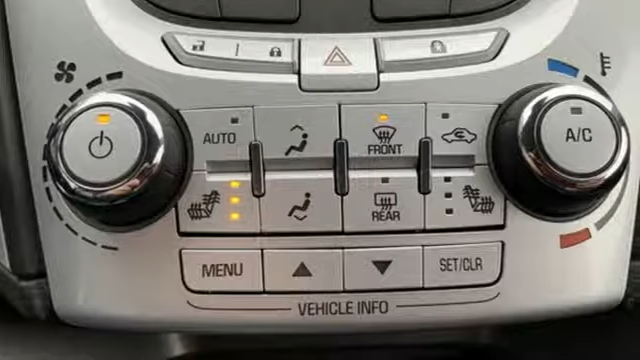 AUTO
FRONT
A/C
REAR
MENU
SET/CLR
VEHICLE INFO